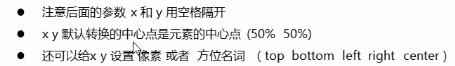 ● 注意后面的参数 x 和 y 用空格隔开
● x y 默认转换的中心点是元素的中心点 (50% 50%)
● 还可以给x y 设置 像素 或者 方位名词 （top bottom left right center）